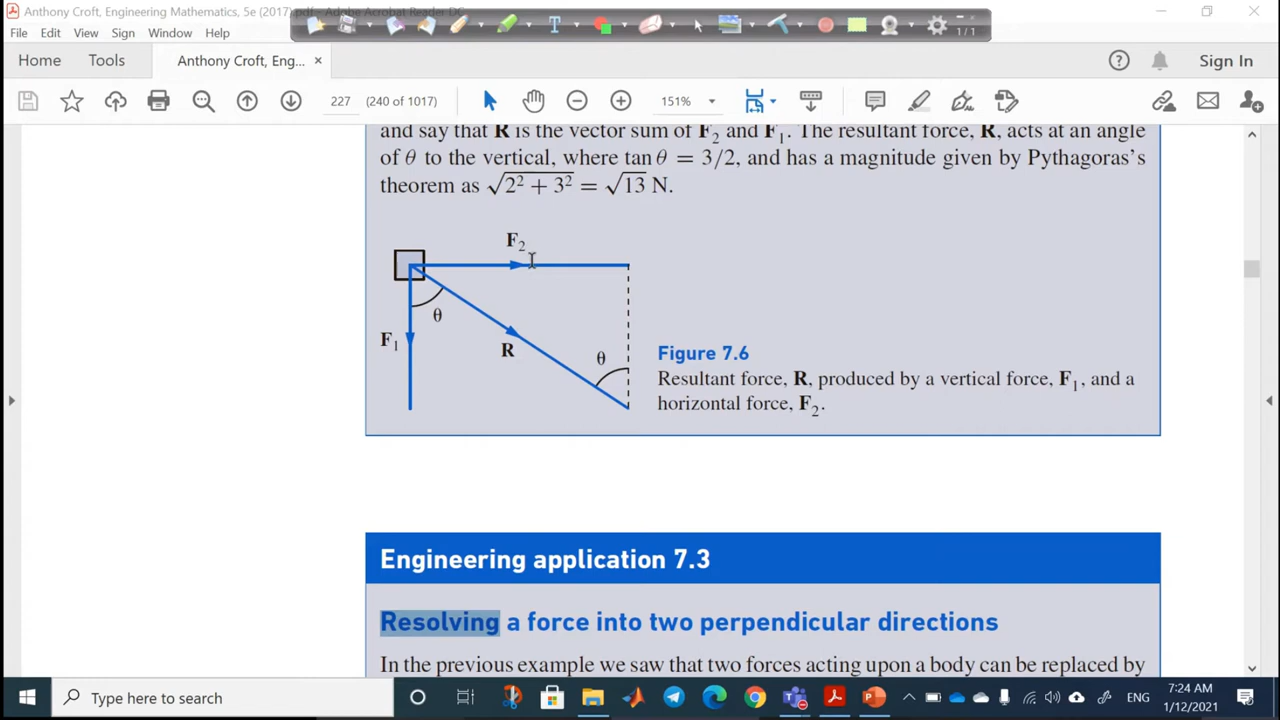 Anthony Croft, Engineering Mathematics, 5e (2017).pdf - Adobe Acrobat Reader DC
1/1
File Edit View Sign Window Help
Home Tools Anthony Croft, Eng... × Sign In
227 (240 of 1017) 151%
and say that R is the vector sum of F₂ and F₁. The resultant force, R, acts at an angle
of θ to the vertical, where tan θ = 3/2, and has a magnitude given by Pythagoras's
theorem as √2² + 3² = √13 N.
F₂
θ
F₁
R
θ
Figure 7.6
Resultant force, R, produced by a vertical force, F₁, and a
horizontal force, F₂.
Engineering application 7.3
Resolving a force into two perpendicular directions
In the previous example we saw that two forces acting upon a body can be replaced by
Type here to search
ENG
7:24 AM
1/12/2021